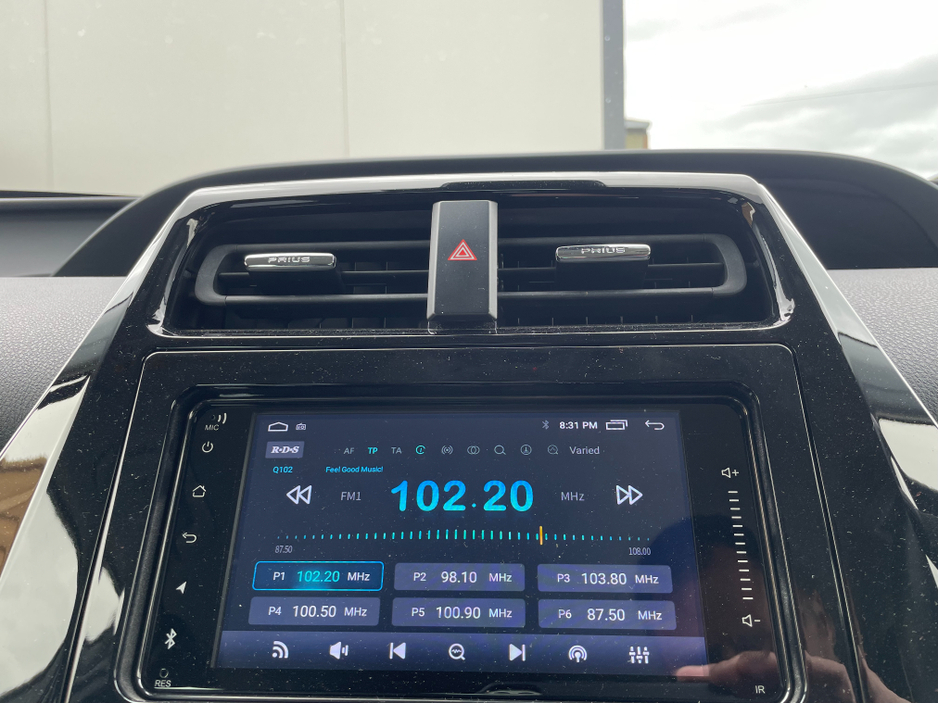 PRIUS
PRIUS
MIC
8:31 PM
R·D·S AF TP TA Varied
Q102 Feel Good Music!
FM1 102.20 MHz
87.50 108.00
P1 102.20 MHz P2 98.10 MHz P3 103.80 MHz
P4 100.50 MHz P5 100.90 MHz P6 87.50 MHz
RES
IR